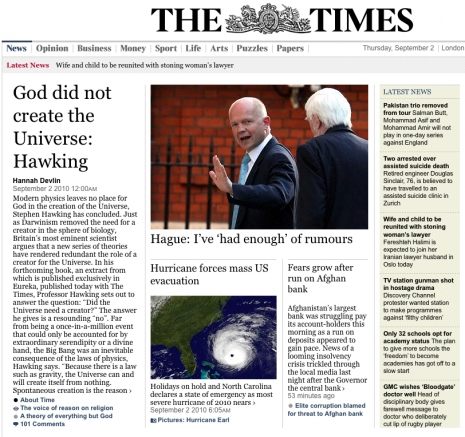 THE TIMES
News Opinion Business Money Sport Life Arts Puzzles Papers
Thursday, September 2 London
Latest News Wife and child to be reunited with stoning woman's lawyer
God did not
create the
Universe:
Hawking
Hannah Devlin
September 2 2010 12:00AM
Modern physics leaves no place for
God in the creation of the Universe,
Stephen Hawking has concluded. Just
as Darwinism removed the need for a
creator in the sphere of biology,
Britain's most eminent scientist
argues that a new series of theories
have rendered redundant the role of a
creator for the Universe. In his
forthcoming book, an extract from
which is published exclusively in
Eureka, published today with The
Times, Professor Hawking sets out to
answer the question: "Did the
Universe need a creator?" The answer
he gives is a resounding "no". Far
from being a once-in-a-million event
that could only be accounted for by
extraordinary serendipity or a divine
hand, the Big Bang was an inevitable
consequence of the laws of physics,
Hawking says. "Because there is a law
such as gravity, the Universe can and
will create itself from nothing.
Spontaneous creation is the reason ›
About Time
The voice of reason on religion
A theory of everything but God
101 Comments
Hague: I've 'had enough' of rumours
Hurricane forces mass US
evacuation
Holidays on hold and North Carolina
declares a state of emergency as most
severe hurricane of 2010 nears ›
September 2 2010 6:05AM
Pictures: Hurricane Earl
Fears grow after
run on Afghan
bank
Afghanistan's largest
bank was struggling pay
its account-holders this
morning as a run on
deposits appeared to
gain pace. News of a
looming insolvency
crisis trickled through
the local media last
night after the Governor
of the central bank ›
53 minutes ago
Elite corruption blamed
for threat to Afghan bank
LATEST NEWS
Pakistan trio removed
from tour Salman Butt,
Mohammad Asif and
Mohammad Amir will not
play in one-day series
against England
Two arrested over
assisted suicide death
Retired engineer Douglas
Sinclair, 76, is believed to
have travelled to an
assisted suicide clinic in
Zurich
Wife and child to be
reunited with stoning
woman's lawyer
Fereshteh Halimi is
expected to join her
Iranian lawyer husband in
Oslo today
TV station gunman shot
in hostage drama
Discovery Channel
protester wanted station
to make programmes
against 'filthy children'
Only 32 schools opt for
academy status The plan
to give more schools the
'freedom' to become
academies has got off to a
slow start
GMC wishes 'Bloodgate'
doctor well Head of
disciplinary body gives
farewell message to
doctor who deliberately
cut lip of rugby player